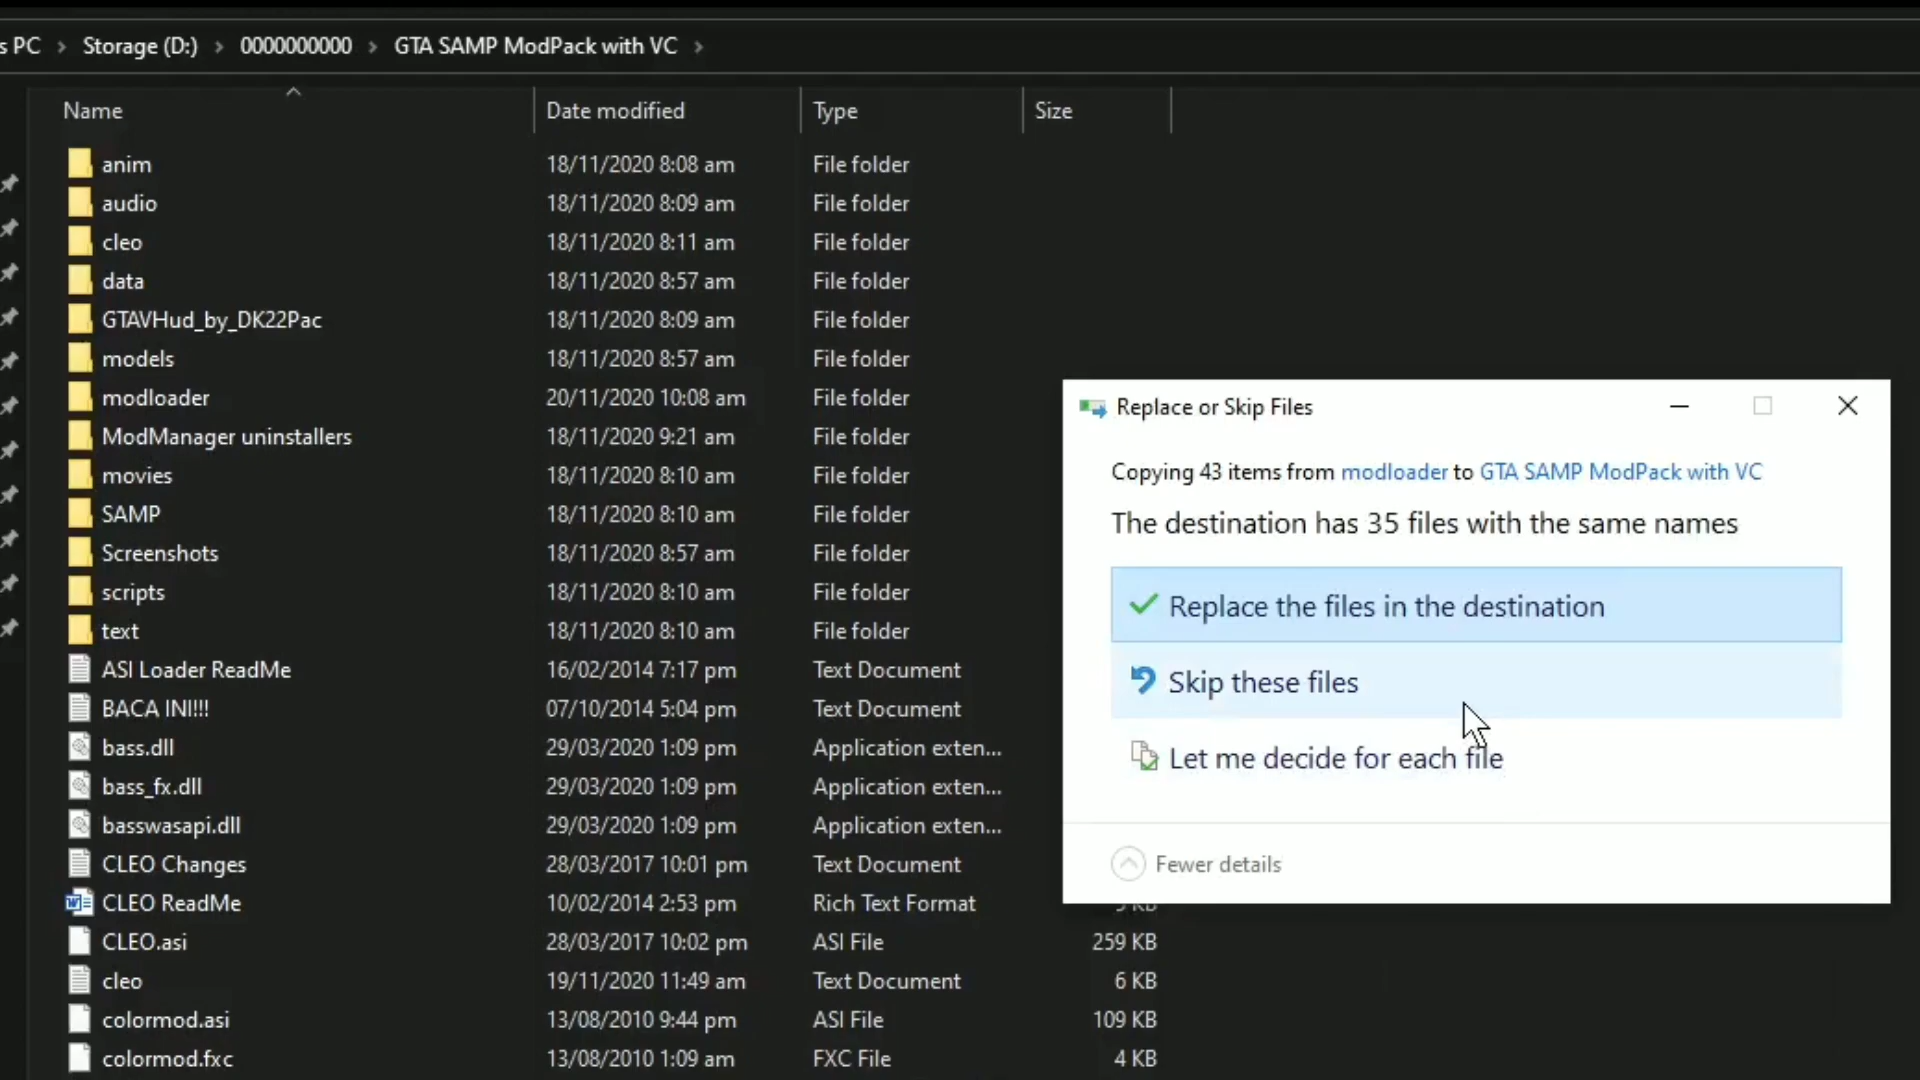 s PC > Storage (D:) > 0000000000 > GTA SAMP ModPack with VC >
Name Date modified Type Size
anim 18/11/2020 8:08 am File folder
audio 18/11/2020 8:09 am File folder
cleo 18/11/2020 8:11 am File folder
data 18/11/2020 8:57 am File folder
GTAVHud_by_DK22Pac 18/11/2020 8:09 am File folder
models 18/11/2020 8:57 am File folder
modloader 20/11/2020 10:08 am File folder
ModManager uninstallers 18/11/2020 9:21 am File folder
movies 18/11/2020 8:10 am File folder
SAMP 18/11/2020 8:10 am File folder
Screenshots 18/11/2020 8:57 am File folder
scripts 18/11/2020 8:10 am File folder
text 18/11/2020 8:10 am File folder
ASI Loader ReadMe 16/02/2014 7:17 pm Text Document
BACA INI!!! 07/10/2014 5:04 pm Text Document
bass.dll 29/03/2020 1:09 pm Application exten...
bass_fx.dll 29/03/2020 1:09 pm Application exten...
basswasapi.dll 29/03/2020 1:09 pm Application exten...
CLEO Changes 28/03/2017 10:01 pm Text Document
CLEO ReadMe 10/02/2014 2:53 pm Rich Text Format
CLEO.asi 28/03/2017 10:02 pm ASI File 259 KB
cleo 19/11/2020 11:49 am Text Document 6 KB
colormod.asi 13/08/2010 9:44 pm ASI File 109 KB
colormod.fxc 13/08/2010 1:09 am FXC File 4 KB
Replace or Skip Files
Copying 43 items from modloader to GTA SAMP ModPack with VC
The destination has 35 files with the same names
Replace the files in the destination
Skip these files
Let me decide for each file
Fewer details